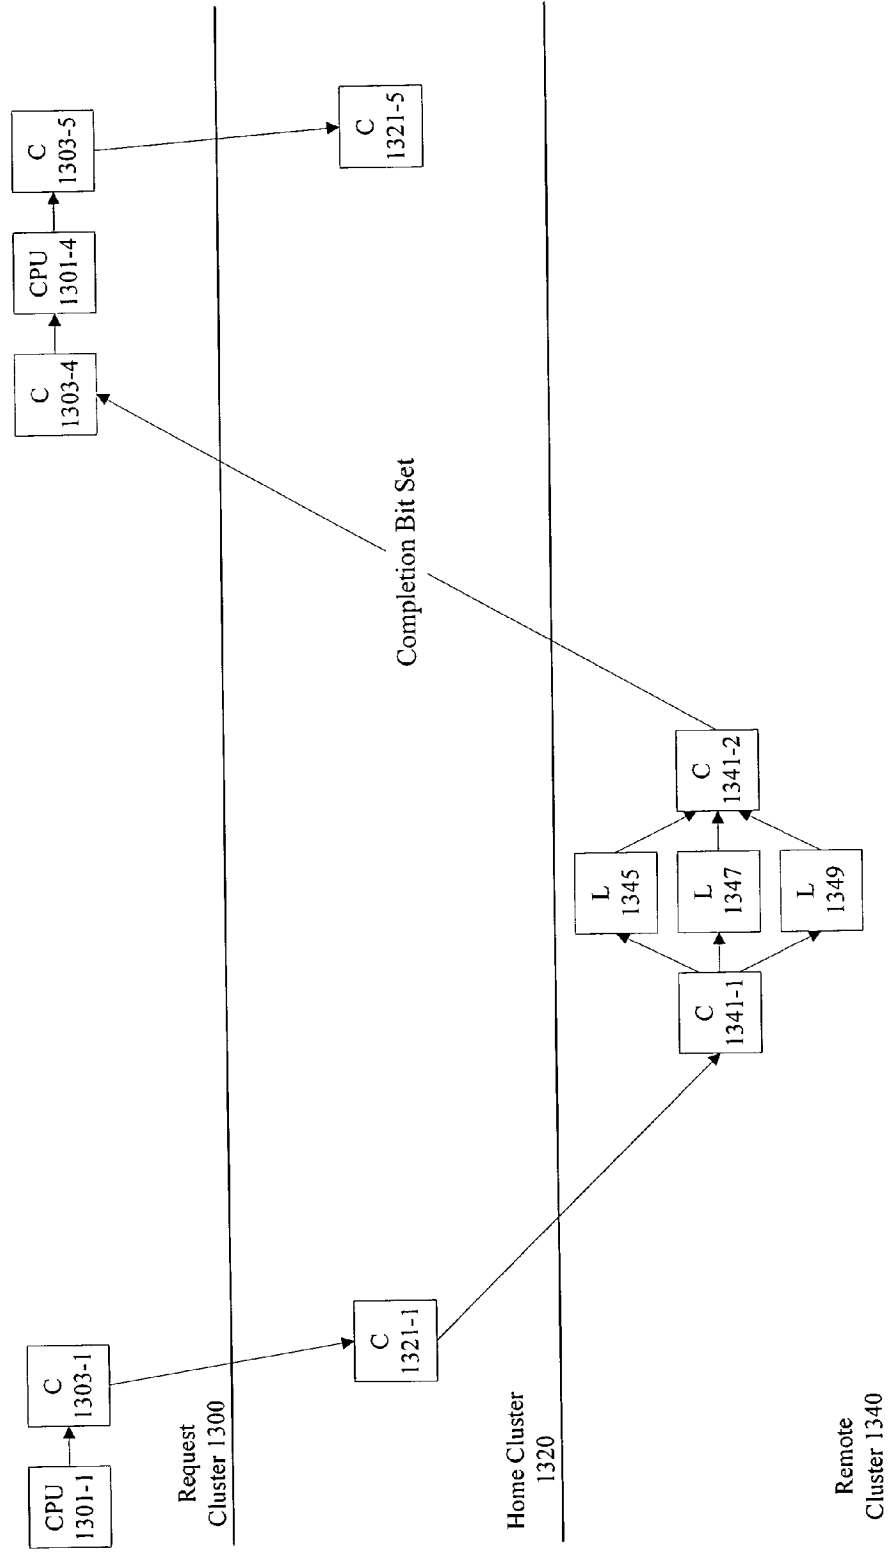 CPU
1301-1
C
1303-1
C
1303-4
CPU
1301-4
C
1303-5
Request
Cluster 1300
C
1321-1
Completion Bit Set
C
1321-5
Home Cluster
1320
C
1341-1
L
1345
L
1347
L
1349
C
1341-2
Remote
Cluster 1340